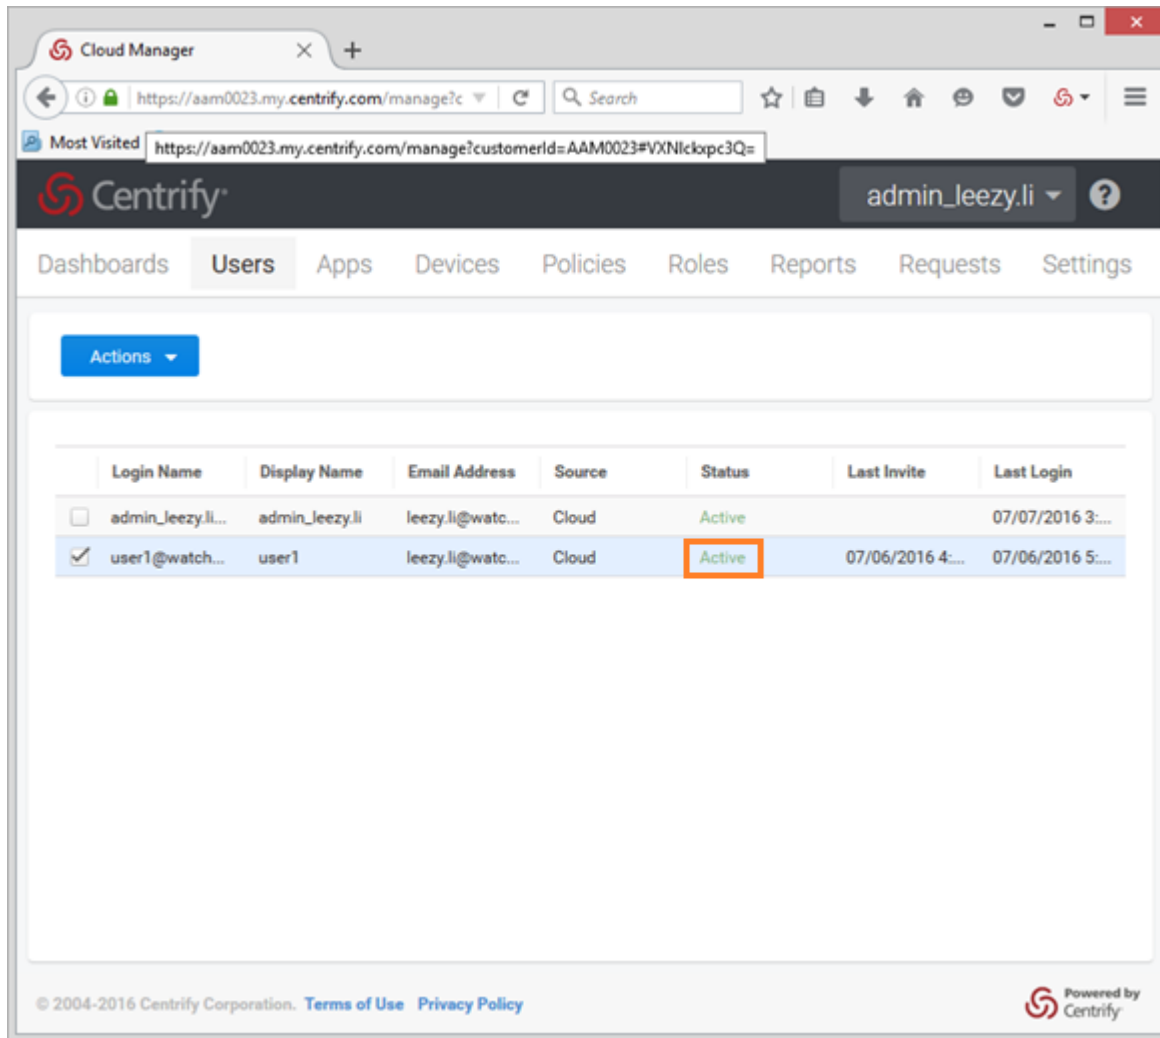 Cloud Manager
https://aam0023.my.centrify.com/manage?c Search
Most Visited
https://aam0023.my.centrify.com/manage?customerId=AAM0023#VXNlckxpc3Q=
Centrify admin_leezy.li ?
Dashboards Users Apps Devices Policies Roles Reports Requests Settings
Actions
Login Name Display Name Email Address Source Status Last Invite Last Login
admin_leezy.li... admin_leezy.li leezy.li@watc... Cloud Active 07/07/2016 3:...
user1@watch... user1 leezy.li@watc... Cloud Active 07/06/2016 4:... 07/06/2016 5:...
© 2004-2016 Centrify Corporation. Terms of Use Privacy Policy
Powered by
Centrify